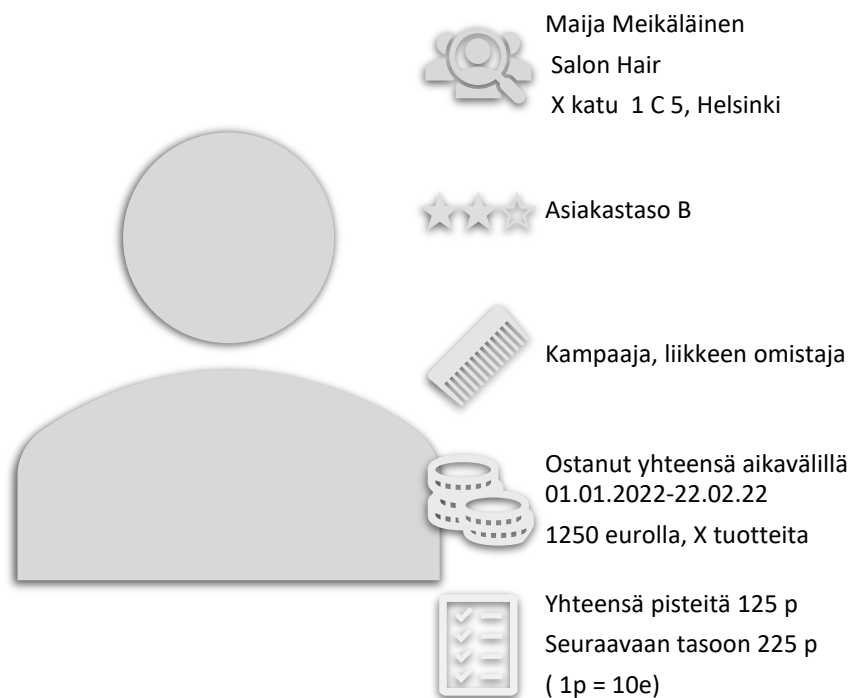 Maija Meikäläinen
Salon Hair
X katu 1 C 5, Helsinki
Asiakastaso B
Kampaaja, liikkeen omistaja
Ostanut yhteensä aikavälillä
01.01.2022-22.02.22
1250 eurolla, X tuotteita
Yhteensä pisteitä 125 p
Seuraavaan tasoon 225 p
( 1p = 10e)